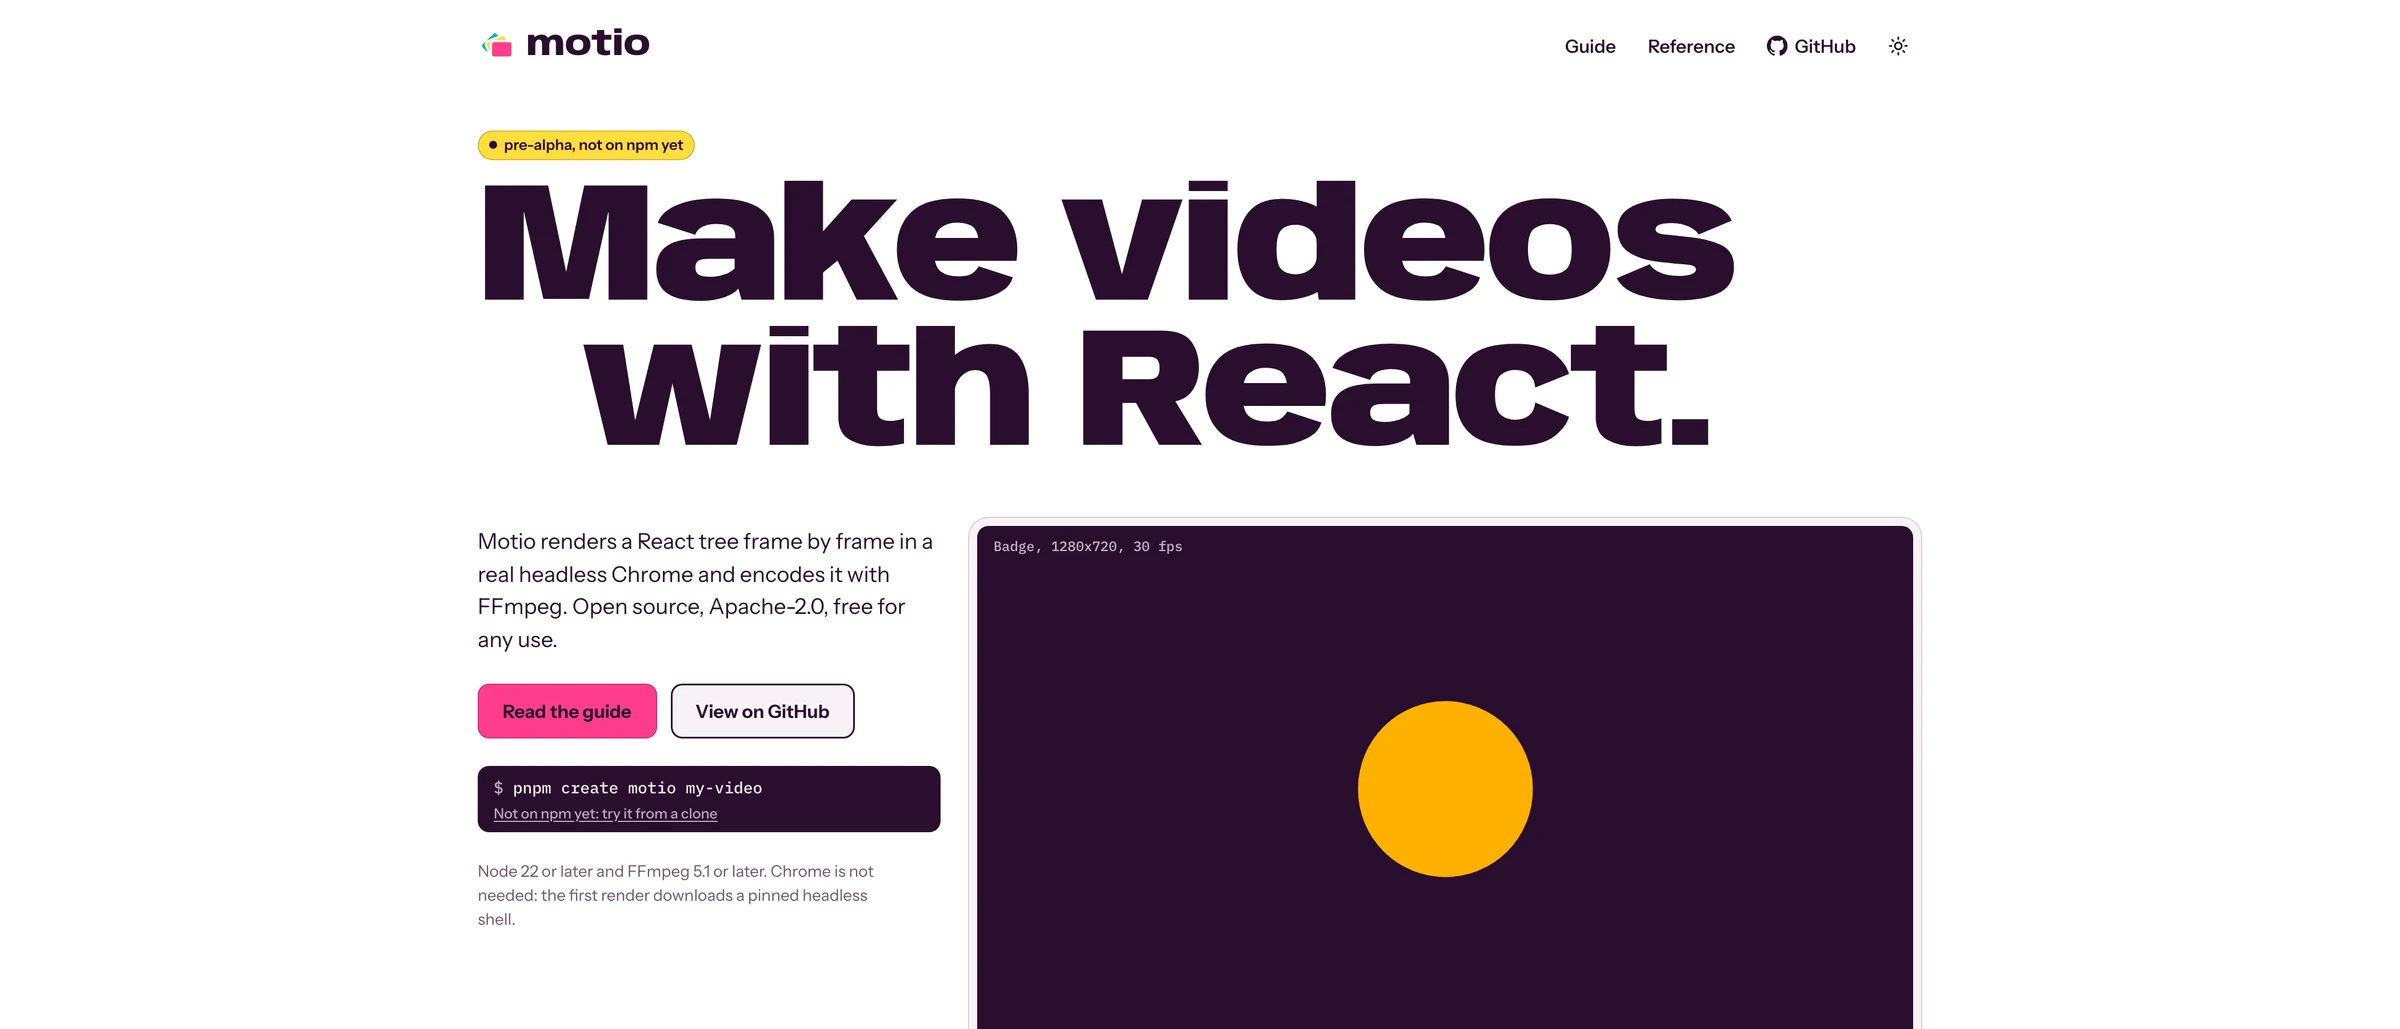 motio
Guide
Reference
GitHub
pre-alpha, not on npm yet
Make videos
with React.
Motio renders a React tree frame by frame in a
real headless Chrome and encodes it with
FFmpeg. Open source, Apache-2.0, free for
any use.
Read the guide
View on GitHub
$ pnpm create motio my-video
Not on npm yet: try it from a clone
Node 22 or later and FFmpeg 5.1 or later. Chrome is not
needed: the first render downloads a pinned headless
shell.
Badge, 1280x720, 30 fps